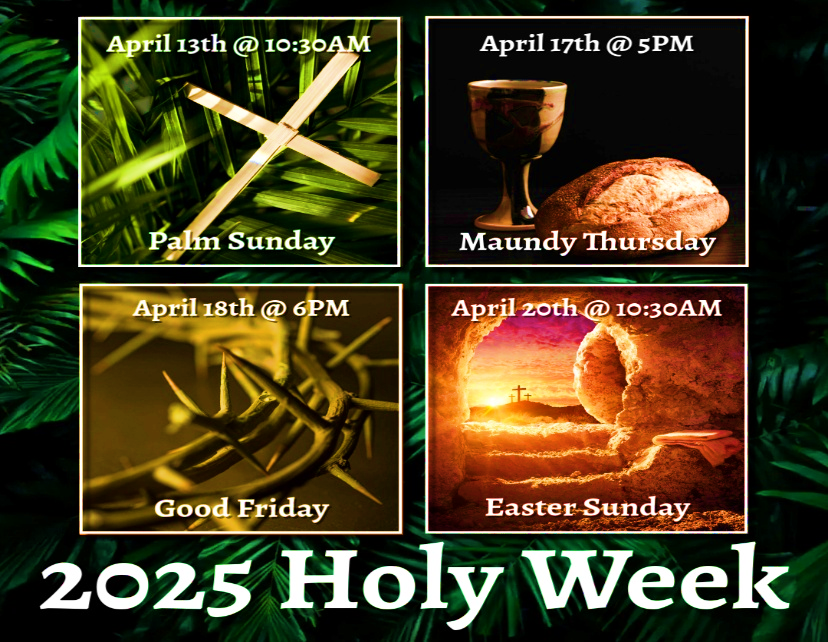 April 13th @ 10:30AM
Palm Sunday
April 17th @ 5PM
Maundy Thursday
April 18th @ 6PM
Good Friday
April 20th @ 10:30AM
Easter Sunday
2025 Holy Week